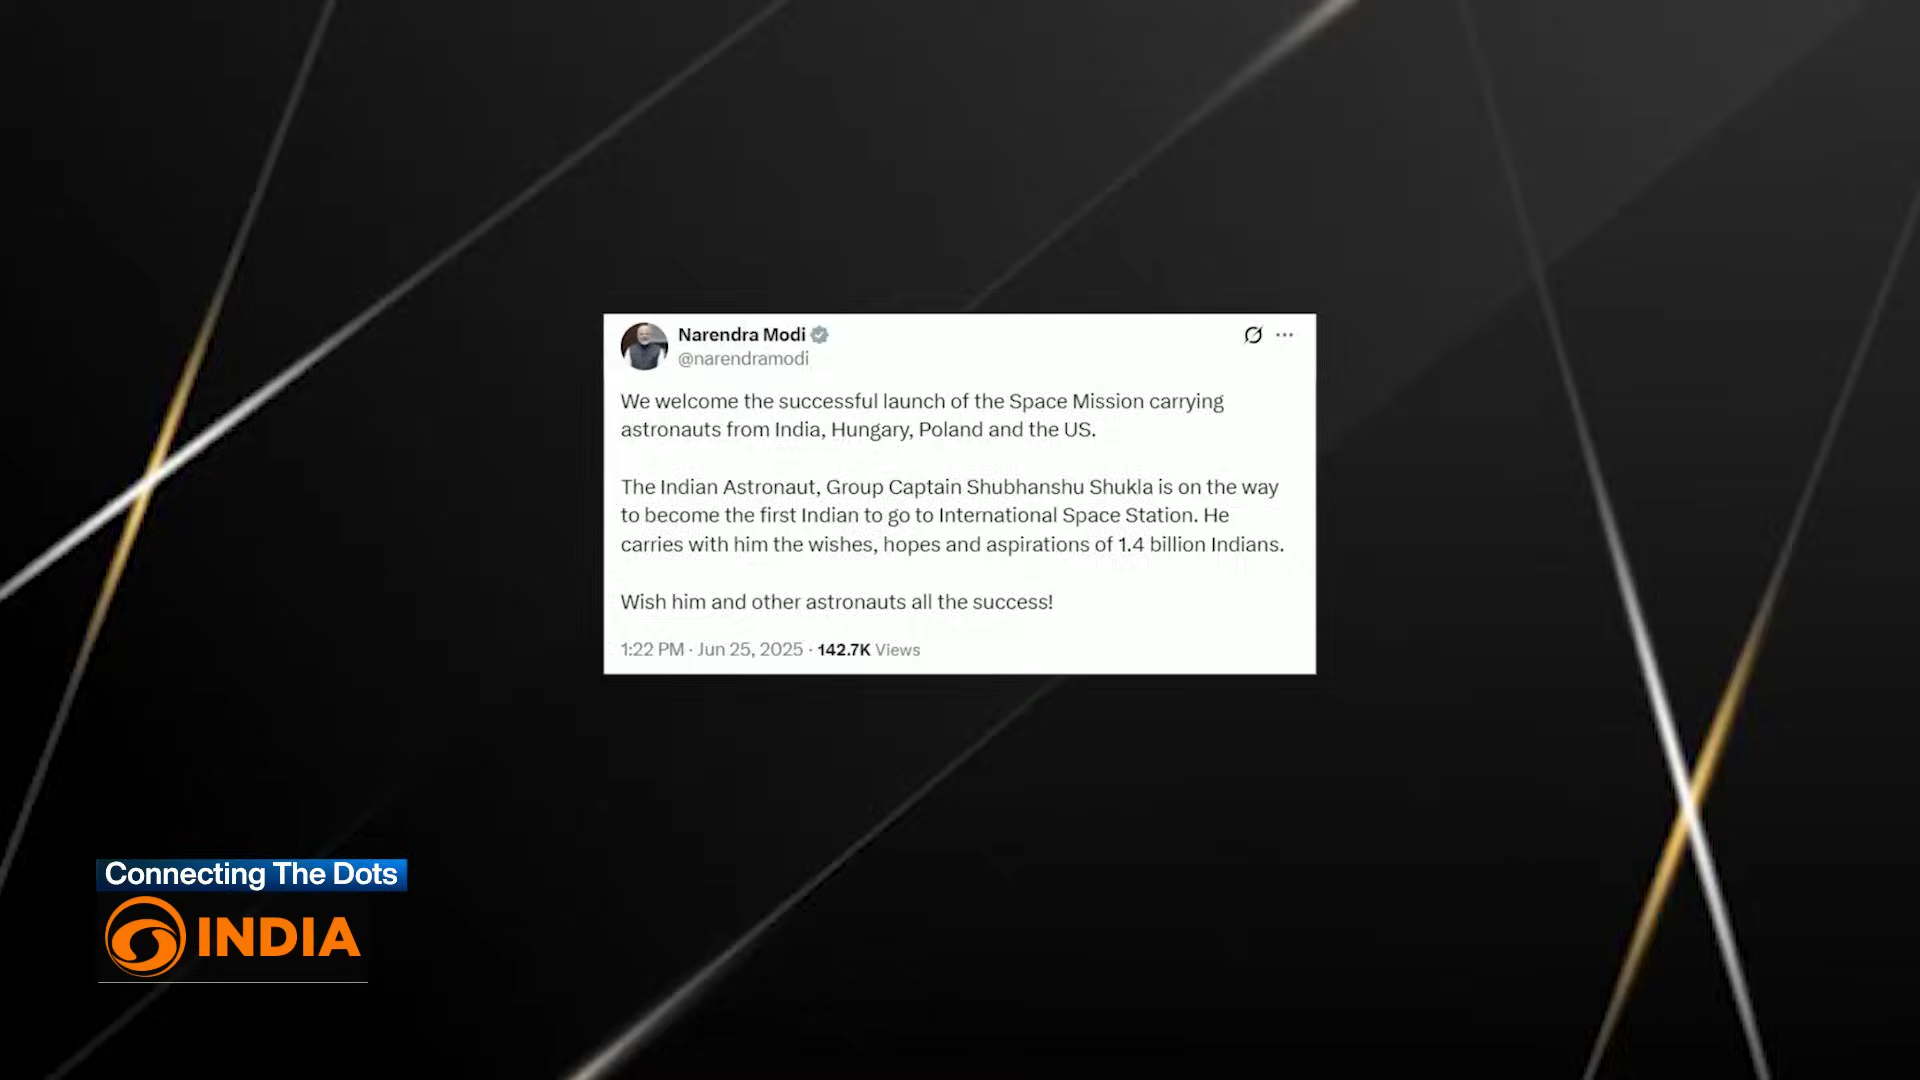 Narendra Modi
@narendramodi
We welcome the successful launch of the Space Mission carrying
astronauts from India, Hungary, Poland and the US.
The Indian Astronaut, Group Captain Shubhanshu Shukla is on the way
to become the first Indian to go to International Space Station. He
carries with him the wishes, hopes and aspirations of 1.4 billion Indians.
Wish him and other astronauts all the success!
1:22 PM · Jun 25, 2025 · 142.7K Views
Connecting The Dots
INDIA